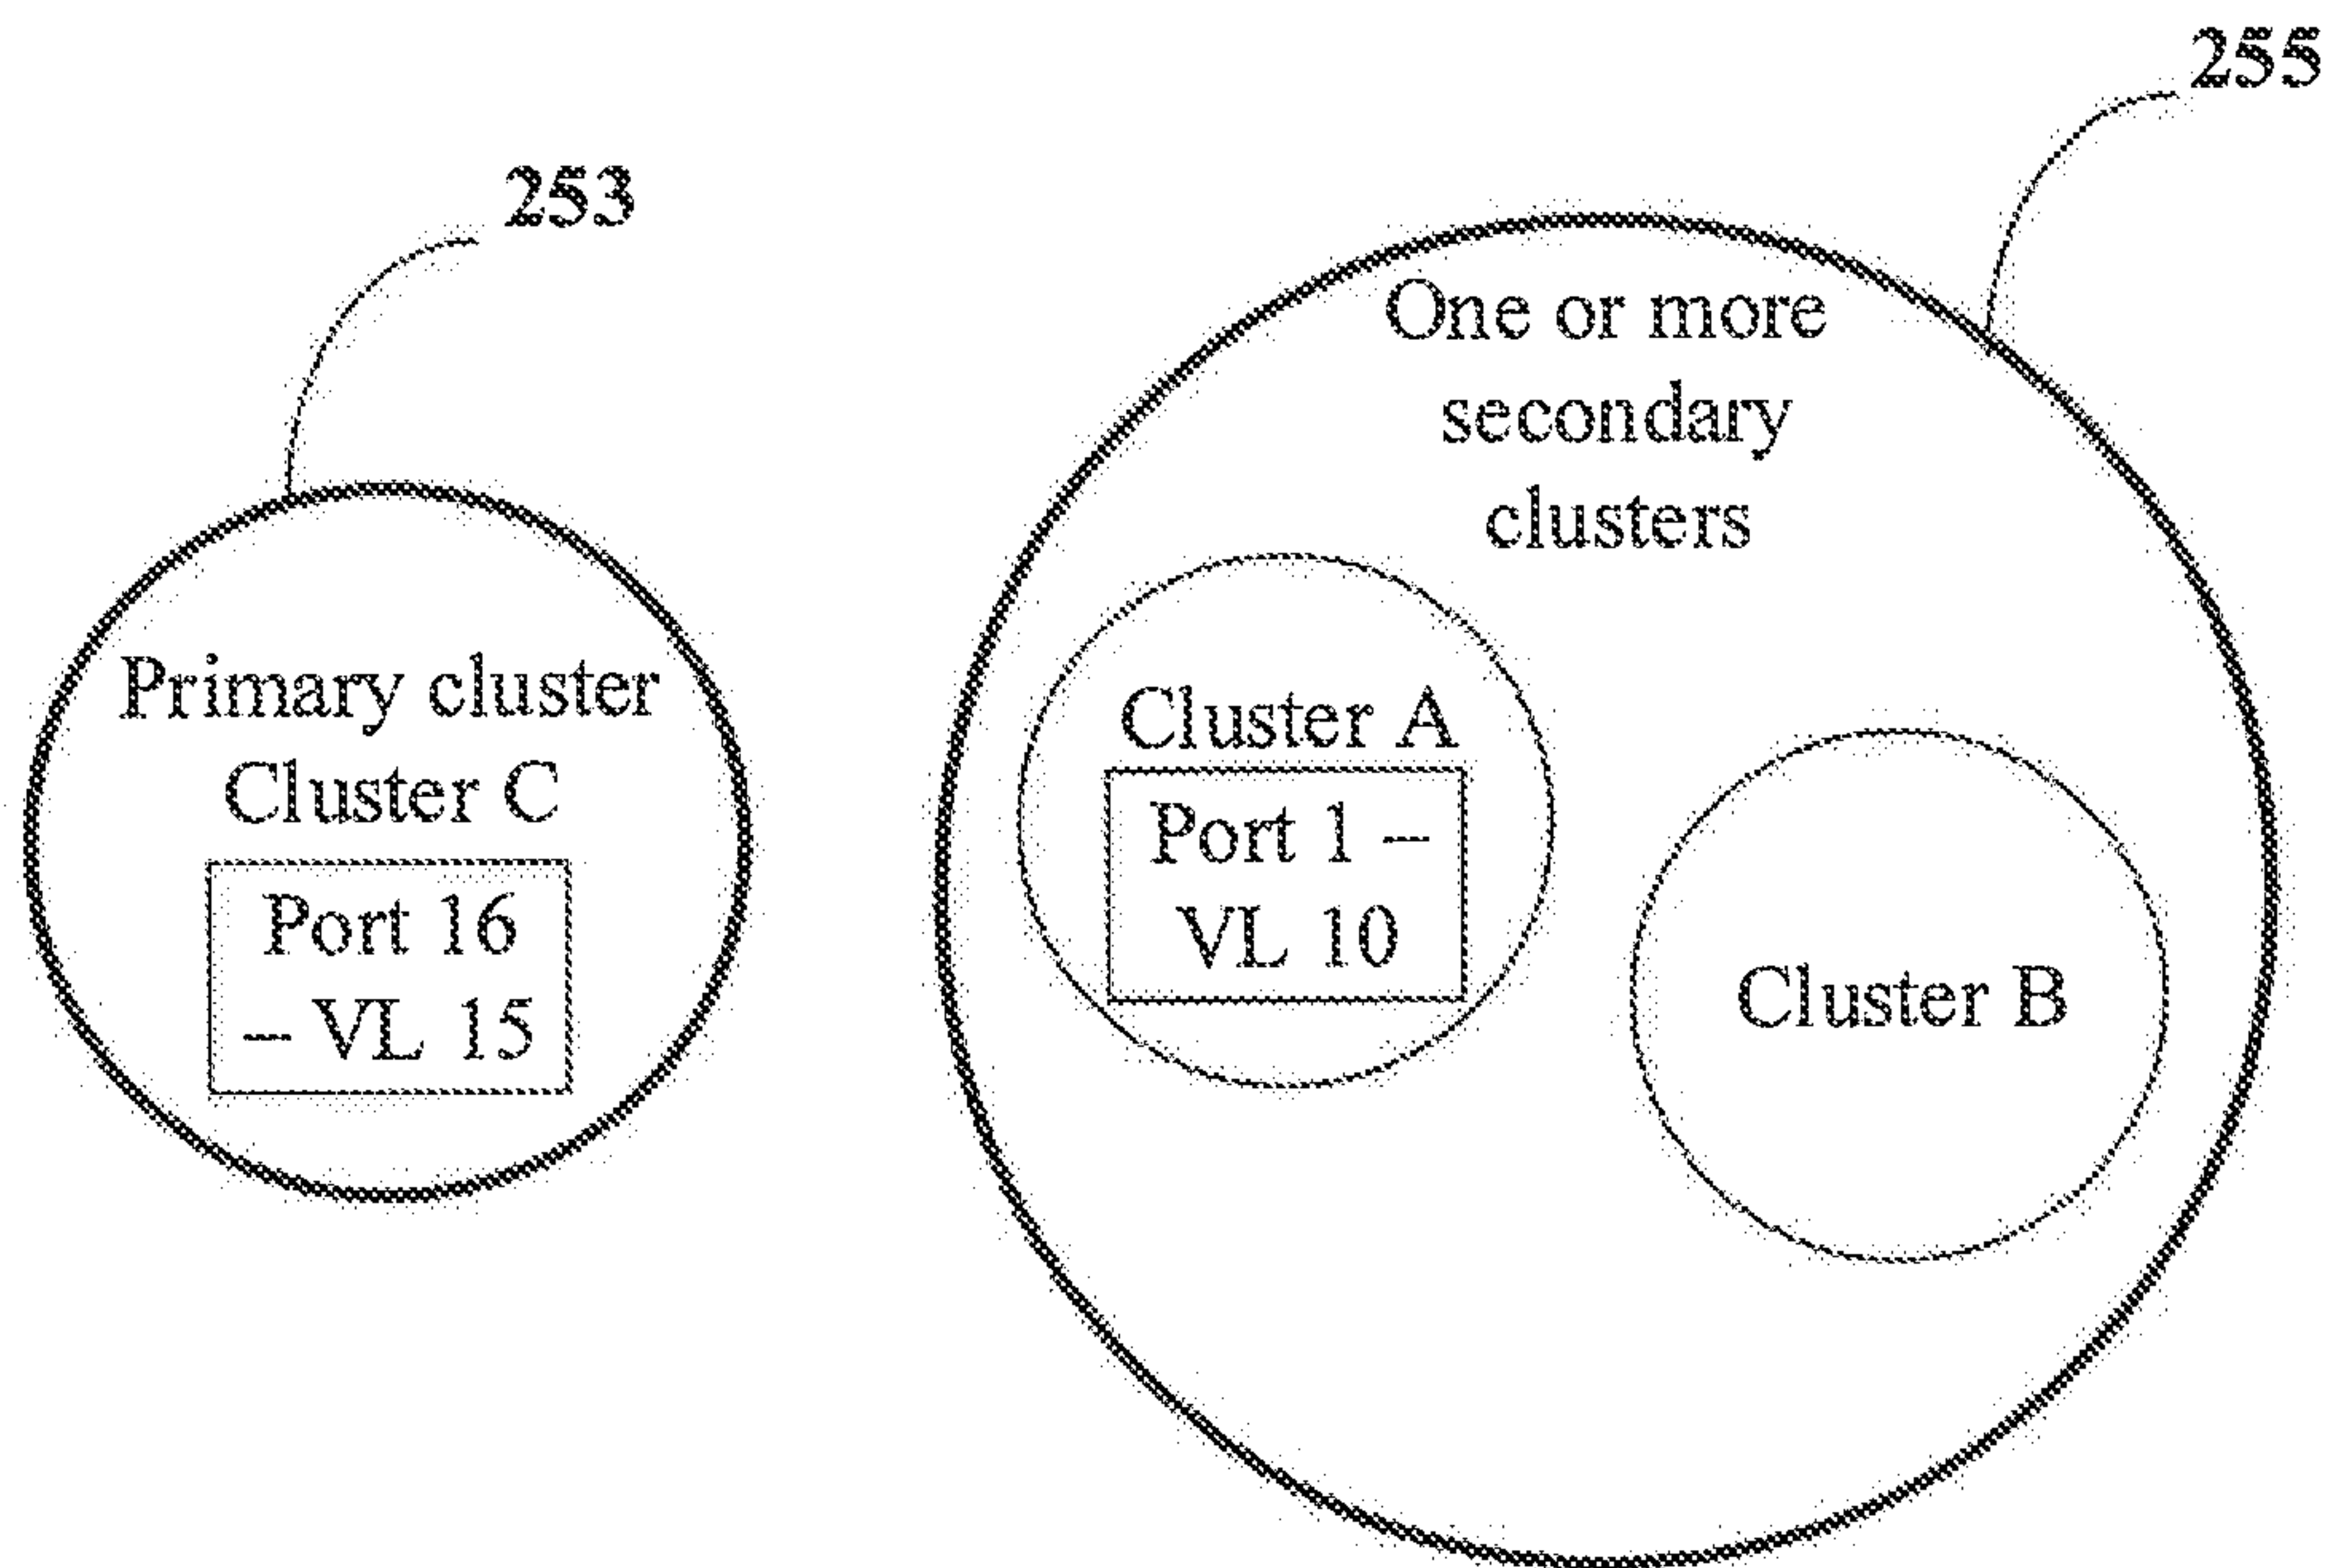 255
253
One or more
secondary
clusters
Primary cluster
Cluster C
Port 16
– VL 15
Cluster A
Port 1 –
VL 10
Cluster B